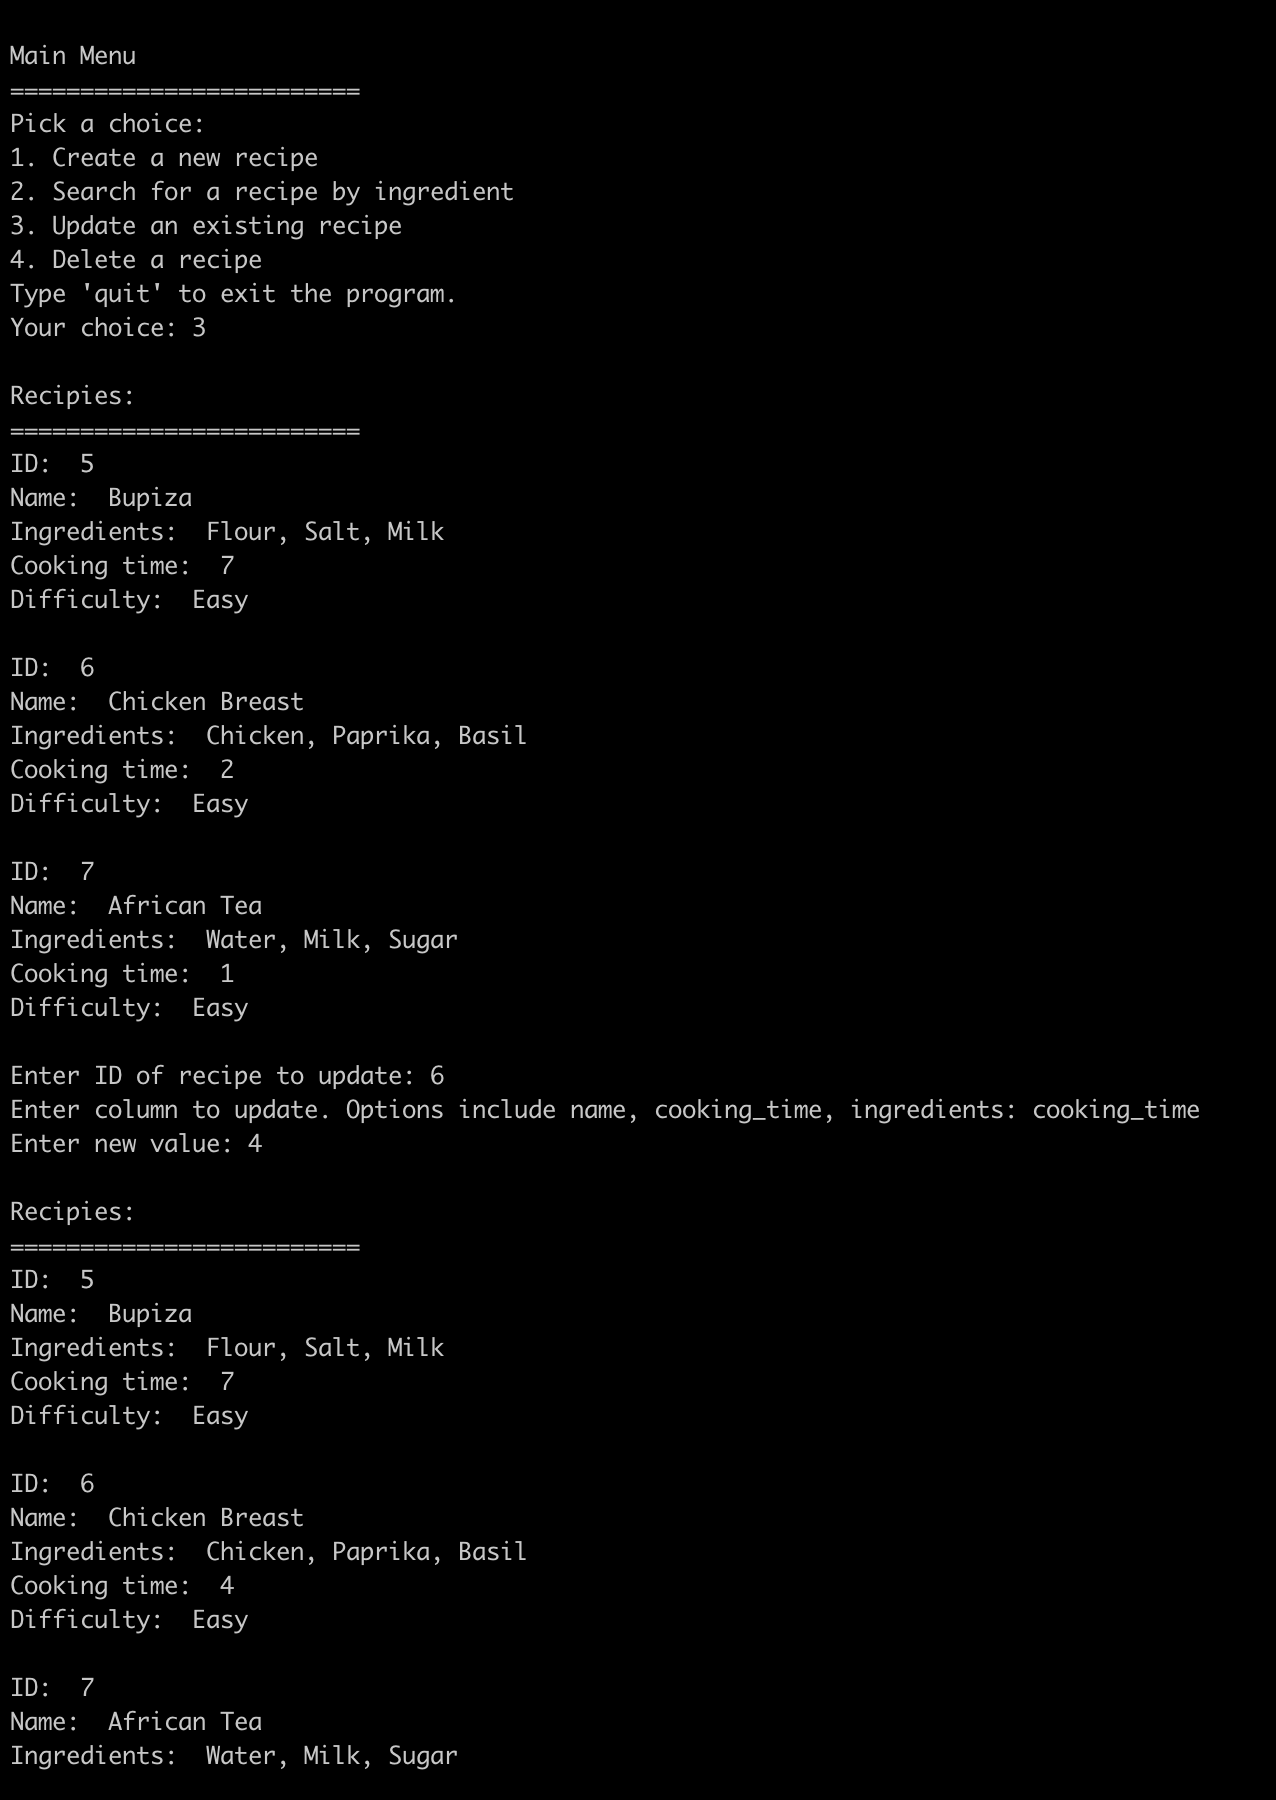 Main Menu
=========================
Pick a choice:
1. Create a new recipe
2. Search for a recipe by ingredient
3. Update an existing recipe
4. Delete a recipe
Type 'quit' to exit the program.
Your choice: 3
Recipies:
=========================
ID:  5
Name:  Bupiza
Ingredients:  Flour, Salt, Milk
Cooking time:  7
Difficulty:  Easy
ID:  6
Name:  Chicken Breast
Ingredients:  Chicken, Paprika, Basil
Cooking time:  2
Difficulty:  Easy
ID:  7
Name:  African Tea
Ingredients:  Water, Milk, Sugar
Cooking time:  1
Difficulty:  Easy
Enter ID of recipe to update: 6
Enter column to update. Options include name, cooking_time, ingredients: cooking_time
Enter new value: 4
Recipies:
=========================
ID:  5
Name:  Bupiza
Ingredients:  Flour, Salt, Milk
Cooking time:  7
Difficulty:  Easy
ID:  6
Name:  Chicken Breast
Ingredients:  Chicken, Paprika, Basil
Cooking time:  4
Difficulty:  Easy
ID:  7
Name:  African Tea
Ingredients:  Water, Milk, Sugar